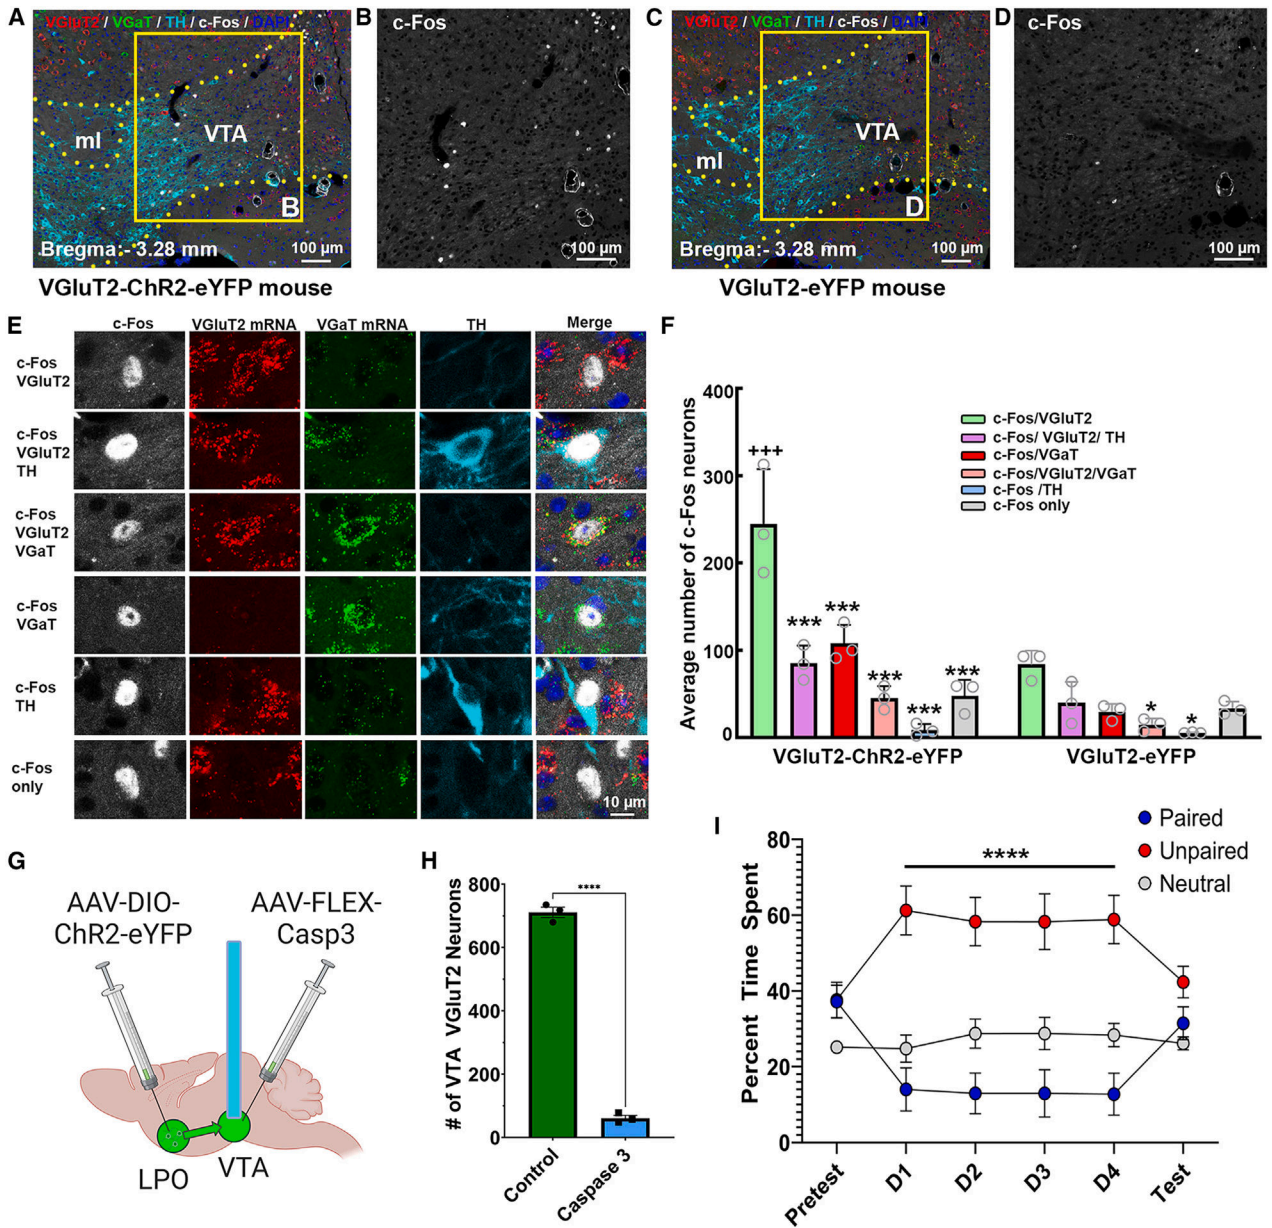 A
VGluT2 / VGaT / TH / c-Fos / DAPI
ml
VTA
B
Bregma:- 3.28 mm
100 µm
VGluT2-ChR2-eYFP mouse
B
c-Fos
100 µm
C
VGluT2 / VGaT / TH / c-Fos / DAPI
ml
VTA
D
Bregma:- 3.28 mm
100 µm
VGluT2-eYFP mouse
D
100 µm
E
c-Fos VGluT2 mRNA VGaT mRNA TH Merge
c-Fos
VGluT2
c-Fos
VGluT2
TH
c-Fos
VGluT2
VGaT
c-Fos
VGaT
c-Fos
TH
c-Fos
only
10 µm
F
Average number of c-Fos neurons
400
300
200
100
0
+++
***
***
***
***
***
*
*
c-Fos/VGluT2
c-Fos/ VGluT2/ TH
c-Fos/VGaT
c-Fos/VGluT2/VGaT
c-Fos /TH
c-Fos only
VGluT2-ChR2-eYFP
VGluT2-eYFP
G
AAV-DIO-
ChR2-eYFP
AAV-FLEX-
Casp3
LPO
VTA
H
# of VTA VGluT2 Neurons
800
600
400
200
0
****
Control
Caspase 3
I
Percent Time Spent
80
60
40
20
0
****
Paired
Unpaired
Neutral
Pretest
D1
D2
D3
D4
Test